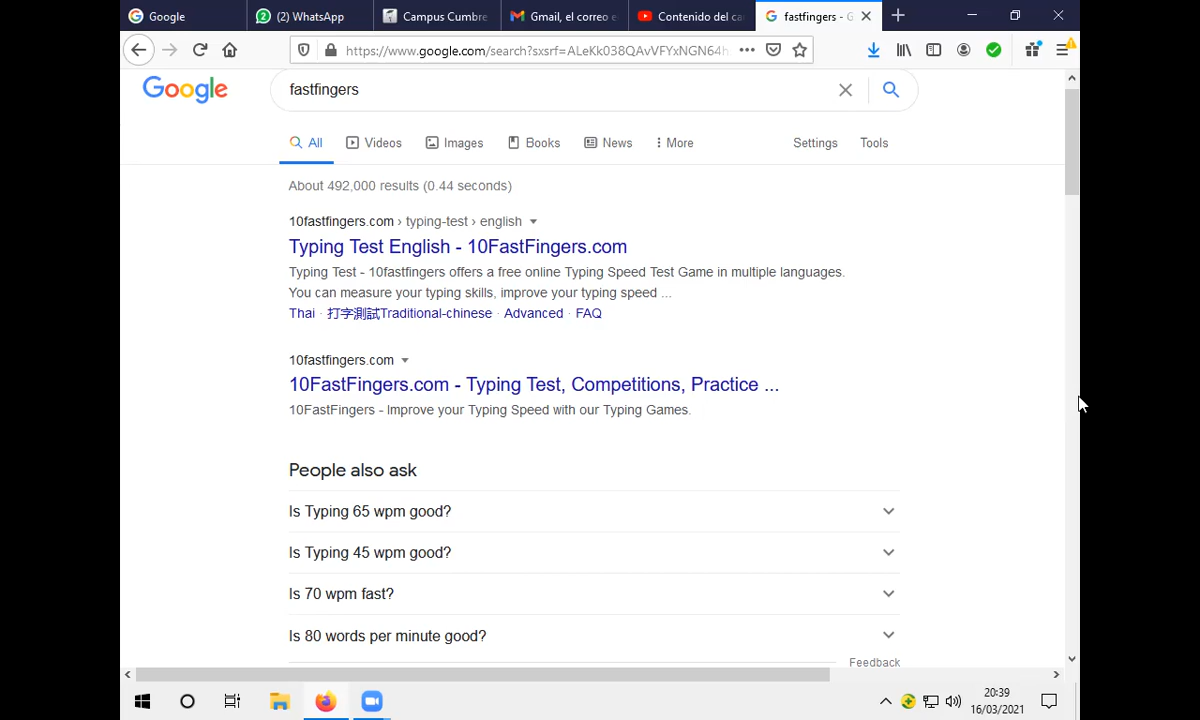 Google
(2) WhatsApp
Campus Cumbre
Gmail, el correo e
Contenido del ca
fastfingers - G
https://www.google.com/search?sxsrf=ALeKk038QAvVFYxNGN64h
Google
fastfingers
All
Videos
Images
Books
News
More
Settings
Tools
About 492,000 results (0.44 seconds)
10fastfingers.com › typing-test › english
Typing Test English - 10FastFingers.com
Typing Test - 10fastfingers offers a free online Typing Speed Test Game in multiple languages.
You can measure your typing skills, improve your typing speed ...
Thai · 打字測試Traditional-chinese · Advanced · FAQ
10fastfingers.com
10FastFingers.com - Typing Test, Competitions, Practice ...
10FastFingers - Improve your Typing Speed with our Typing Games.
People also ask
Is Typing 65 wpm good?
Is Typing 45 wpm good?
Is 70 wpm fast?
Is 80 words per minute good?
Feedback
20:39
16/03/2021